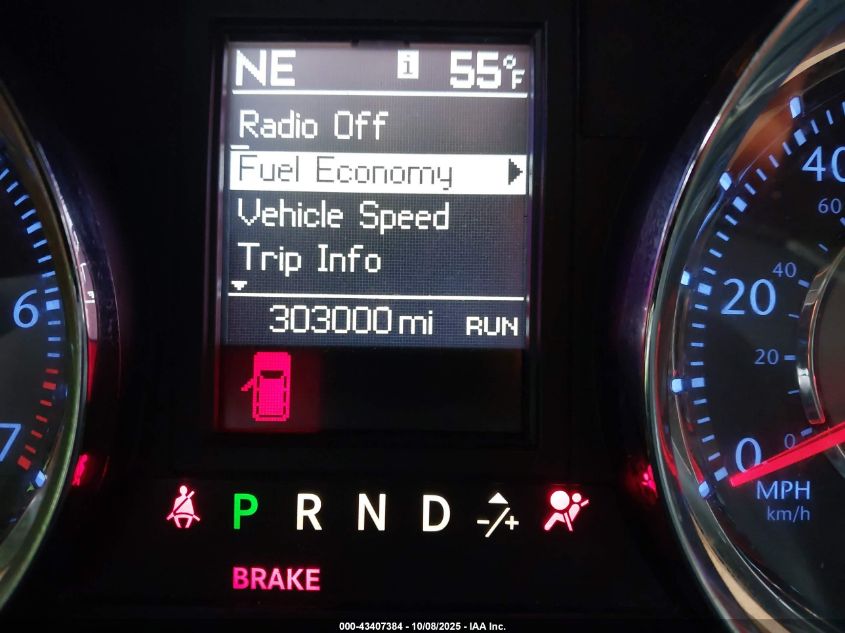 NE i 55°F
Radio Off
Fuel Economy
Vehicle Speed
Trip Info
303000 mi RUN
6
7
40
60
20
40
20
0
0
MPH
km/h
P R N D -/+
BRAKE
000-43407384 - 10/08/2025 - IAA Inc.